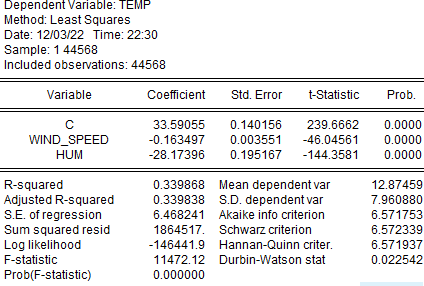 Dependent Variable: TEMP
Method: Least Squares
Date: 12/03/22 Time: 22:30
Sample: 1 44568
Included observations: 44568
Variable Coefficient Std. Error t-Statistic Prob.
C 33.59055 0.140156 239.6662 0.0000
WIND_SPEED -0.163497 0.003551 -46.04561 0.0000
HUM -28.17396 0.195167 -144.3581 0.0000
R-squared 0.339868 Mean dependent var 12.87459
Adjusted R-squared 0.339838 S.D. dependent var 7.960880
S.E. of regression 6.468241 Akaike info criterion 6.571753
Sum squared resid 1864517. Schwarz criterion 6.572339
Log likelihood -146441.9 Hannan-Quinn criter. 6.571937
F-statistic 11472.12 Durbin-Watson stat 0.022542
Prob(F-statistic) 0.000000